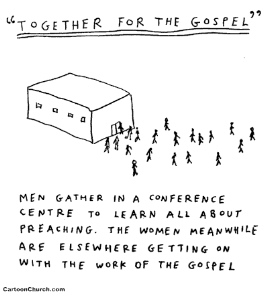 “TOGETHER FOR THE GOSPEL”
MEN GATHER IN A CONFERENCE
CENTRE TO LEARN ALL ABOUT
PREACHING. THE WOMEN MEANWHILE
ARE ELSEWHERE GETTING ON
WITH THE WORK OF THE GOSPEL
CartoonChurch.com